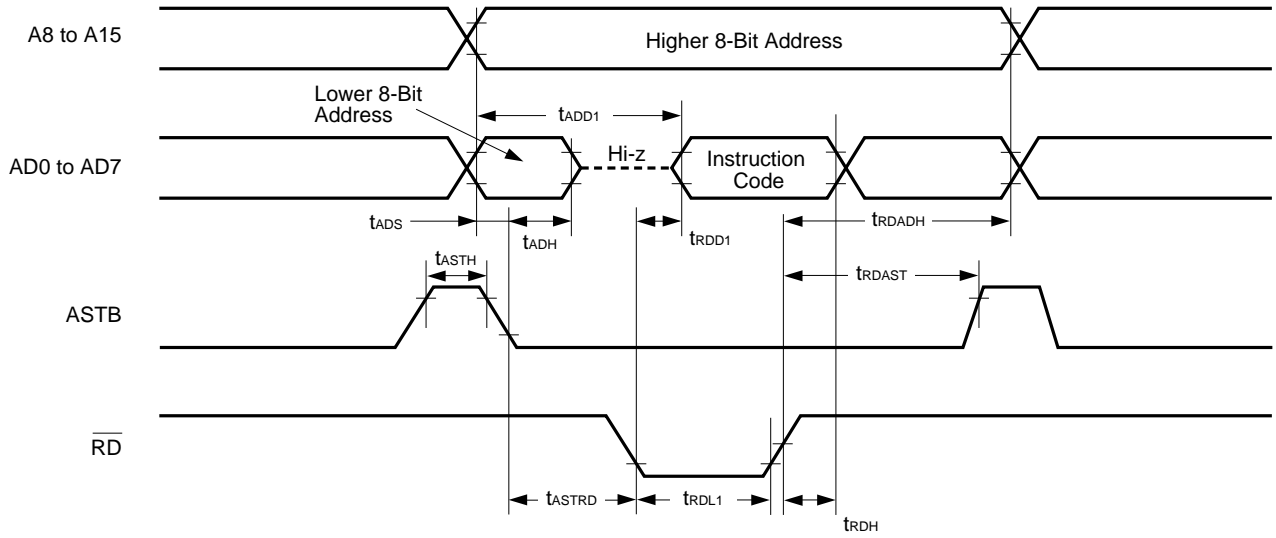 A8 to A15
Higher 8-Bit Address
Lower 8-Bit
Address
tADD1
AD0 to AD7
Hi-z
Instruction
Code
tADS
tADH
tRDD1
tRDADH
tASTH
tRDAST
ASTB
RD
tASTRD
tRDL1
tRDH